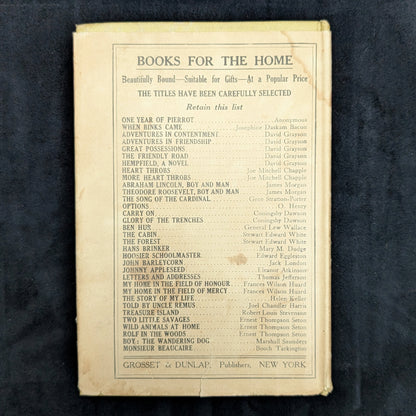 BOOKS FOR THE HOME
Beautifully Bound—Suitable for Gifts—At a Popular Price
THE TITLES HAVE BEEN CAREFULLY SELECTED
Retain this list
ONE YEAR OF PIERROT Anonymous
WHEN BINKS CAME Josephine Daskam Bacon
ADVENTURES IN CONTENTMENT David Grayson
ADVENTURES IN FRIENDSHIP David Grayson
GREAT POSSESSIONS David Grayson
THE FRIENDLY ROAD David Grayson
HEMPFIELD, A NOVEL David Grayson
HEART THROBS Joe Mitchell Chapple
MORE HEART THROBS Joe Mitchell Chapple
ABRAHAM LINCOLN, BOY AND MAN James Morgan
THEODORE ROOSEVELT, BOY AND MAN James Morgan
THE SONG OF THE CARDINAL Gene Stratton-Porter
OPTIONS O. Henry
CARRY ON Coningsby Dawson
GLORY OF THE TRENCHES Coningsby Dawson
BEN HUR General Lew Wallace
THE CABIN Stewart Edward White
THE FOREST Stewart Edward White
HANS BRINKER Mary M. Dodge
HOOSIER SCHOOLMASTER Edward Eggleston
JOHN BARLEYCORN Jack London
JOHNNY APPLESEED Eleanor Atkinson
LETTERS AND ADDRESSES Thomas Jefferson
MY HOME IN THE FIELD OF HONOUR Frances Wilson Huard
MY HOME IN THE FIELD OF MERCY Frances Wilson Huard
THE STORY OF MY LIFE Helen Keller
TOLD BY UNCLE REMUS Joel Chandler Harris
TREASURE ISLAND Robert Louis Stevenson
TWO LITTLE SAVAGES Ernest Thompson Seton
WILD ANIMALS AT HOME Ernest Thompson Seton
ROLF IN THE WOODS Ernest Thompson Seton
BOY: THE WANDERING DOG Marshall Saunders
MONSIEUR BEAUCAIRE Booth Tarkington
GROSSET & DUNLAP, Publishers, NEW YORK